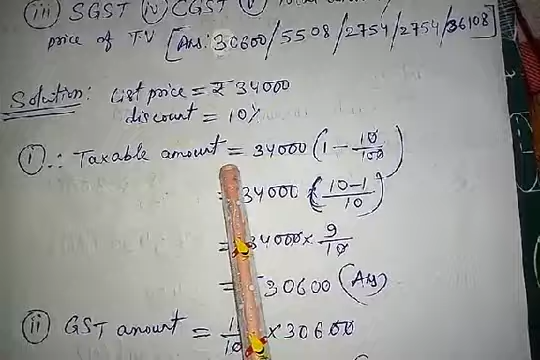 (iii) SGST (iv) CGST (v)
price of TV [Ans: 30600/5508/2754/2754/36108]
Solution: List price = ₹34000
discount = 10%
(i) ∴ Taxable amount = 34000 (1 - 10/100)
= 34000 × (10-1/10)
= 34000 × 9/10
= 30600 (Ans)
(ii) GST amount = × 30600